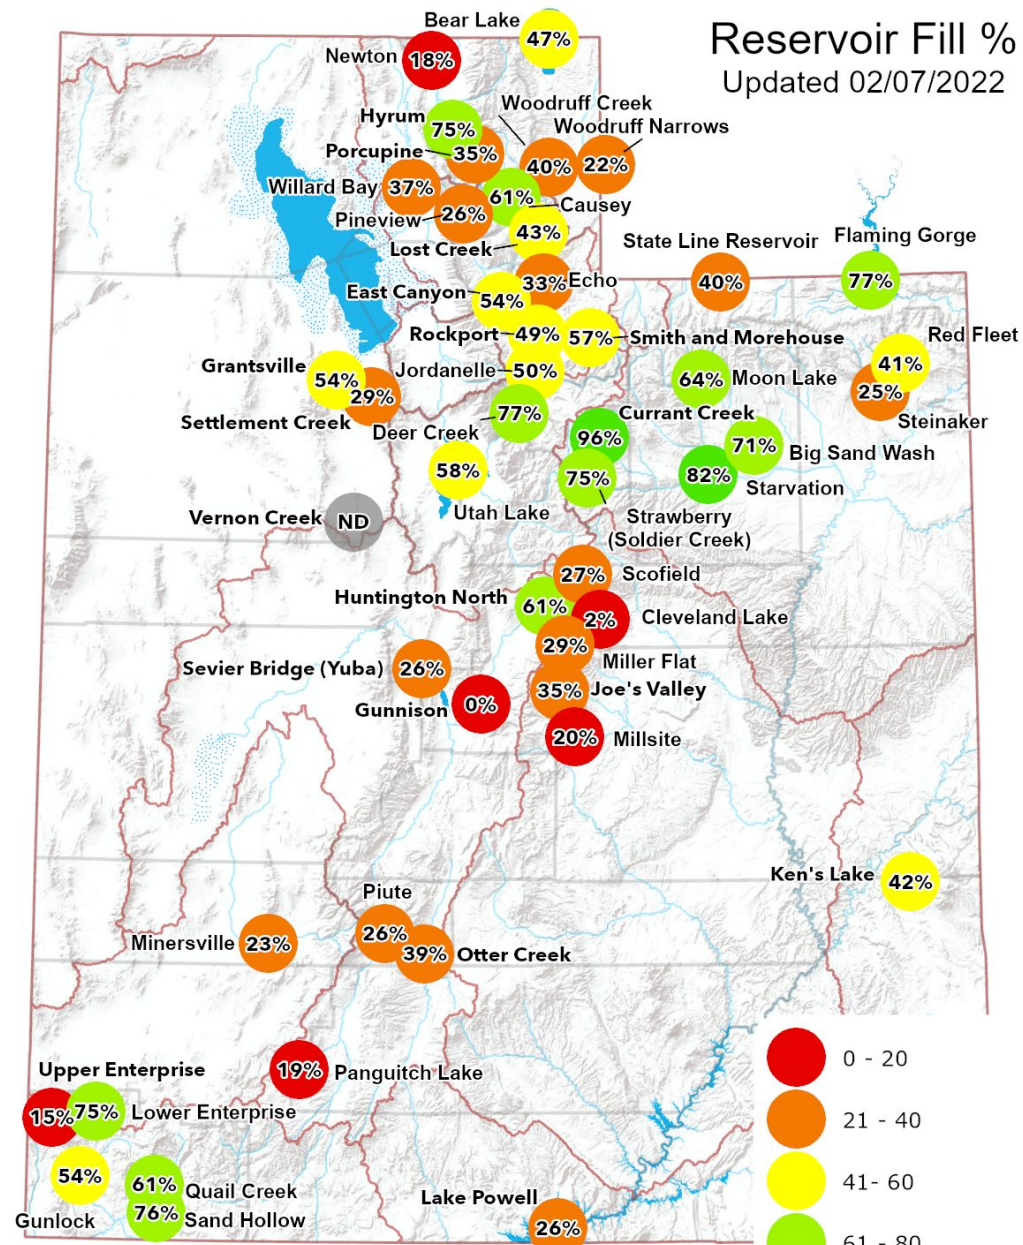 Reservoir Fill %
Updated 02/07/2022
Bear Lake
47%
Newton
18%
Woodruff Creek
40%
Woodruff Narrows
22%
Hyrum
75%
Porcupine
35%
Willard Bay
37%
61%
Causey
Pineview
26%
Lost Creek
43%
State Line Reservoir
40%
Flaming Gorge
77%
33%
Echo
East Canyon
54%
Rockport
49%
57%
Smith and Morehouse
Red Fleet
41%
Grantsville
54%
29%
Settlement Creek
Jordanelle
50%
64%
Moon Lake
25%
Steinaker
Deer Creek
77%
Currant Creek
96%
71%
Big Sand Wash
58%
Utah Lake
75%
Strawberry
(Soldier Creek)
82%
Starvation
Vernon Creek
ND
27%
Scofield
Huntington North
61%
2%
Cleveland Lake
29%
Miller Flat
Sevier Bridge (Yuba)
26%
Gunnison
0%
35%
Joe's Valley
20%
Millsite
Ken's Lake
42%
Piute
26%
Minersville
23%
39%
Otter Creek
19%
Panguitch Lake
Upper Enterprise
15%
75%
Lower Enterprise
54%
Gunlock
61%
Quail Creek
76%
Sand Hollow
Lake Powell
26%
0 - 20
21 - 40
41- 60
61 - 80